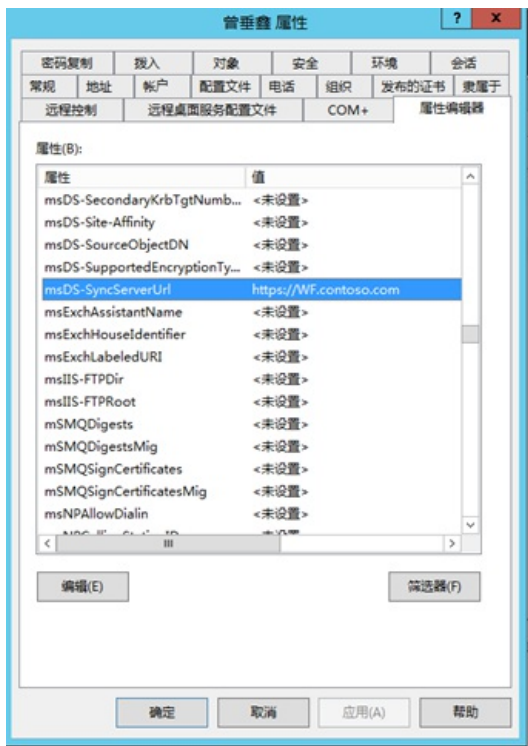 曾垂鑫 属性
?
x
密码复制 拨入 对象 安全 环境 会话
常规 地址 帐户 配置文件 电话 组织 发布的证书 隶属于
远程控制 远程桌面服务配置文件 COM+ 属性编辑器
属性(B):
属性 值
msDS-SecondaryKrbTgtNumb... <未设置>
msDS-Site-Affinity <未设置>
msDS-SourceObjectDN <未设置>
msDS-SupportedEncryptionTy... <未设置>
msDS-SyncServerUrl https://WF.contoso.com
msExchAssistantName <未设置>
msExchHouseIdentifier <未设置>
msExchLabeledURI <未设置>
msIIS-FTPDir <未设置>
msIIS-FTPRoot <未设置>
mSMQDigests <未设置>
mSMQDigestsMig <未设置>
mSMQSignCertificates <未设置>
mSMQSignCertificatesMig <未设置>
msNPAllowDialin <未设置>
编辑(E) 筛选器(F)
确定 取消 应用(A) 帮助